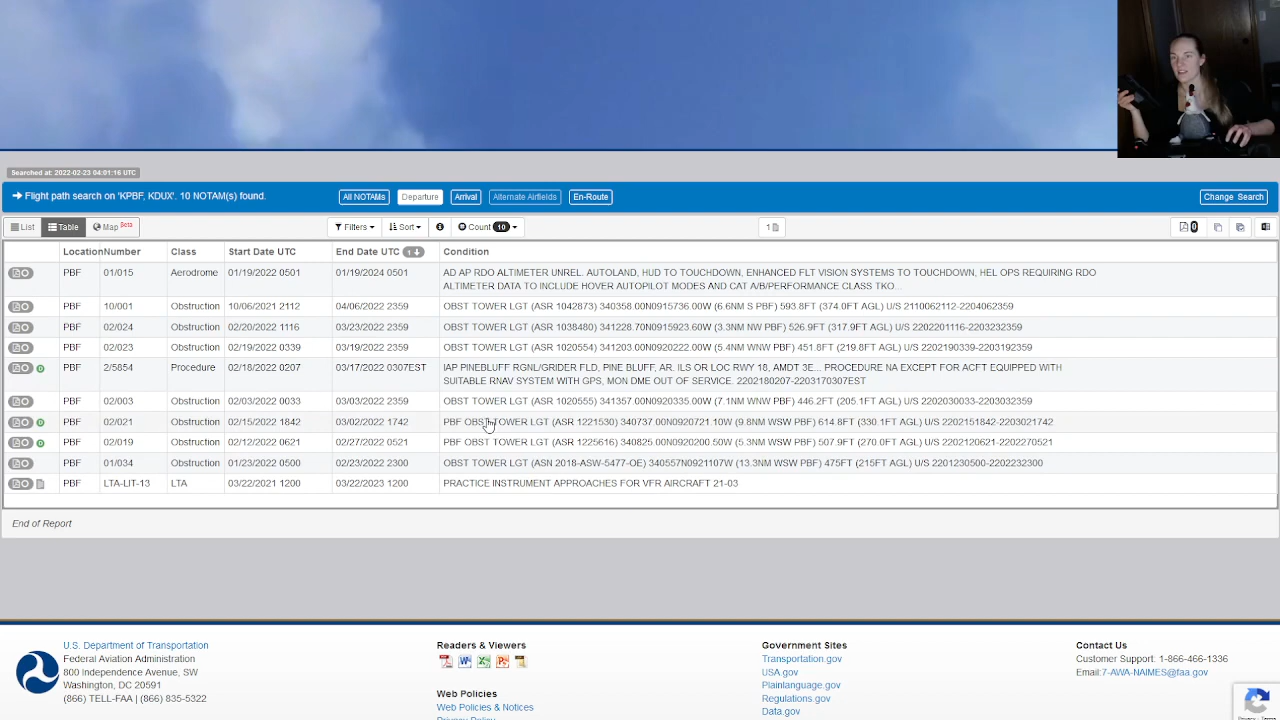 Searched at: 2022-02-23 04:01:16 UTC
Flight path search on 'KPBF, KDUX'. 10 NOTAM(s) found. All NOTAMs Departure Arrival Alternate Airfields En-Route Change Search
List Table Map Beta Filters Sort Count 10 1 0
Location Number Class Start Date UTC End Date UTC 1 Condition
PBF 01/015 Aerodrome 01/19/2022 0501 01/19/2024 0501 AD AP RDO ALTIMETER UNREL. AUTOLAND, HUD TO TOUCHDOWN, ENHANCED FLT VISION SYSTEMS TO TOUCHDOWN, HEL OPS REQUIRING RDO
ALTIMETER DATA TO INCLUDE HOVER AUTOPILOT MODES AND CAT A/B/PERFORMANCE CLASS TKO...
PBF 10/001 Obstruction 10/06/2021 2112 04/06/2022 2359 OBST TOWER LGT (ASR 1042873) 340358.00N0915736.00W (6.6NM S PBF) 593.8FT (374.0FT AGL) U/S 2110062112-2204062359
PBF 02/024 Obstruction 02/20/2022 1116 03/23/2022 2359 OBST TOWER LGT (ASR 1038480) 341228.70N0915923.60W (3.3NM NW PBF) 526.9FT (317.9FT AGL) U/S 2202201116-2203232359
PBF 02/023 Obstruction 02/19/2022 0339 03/19/2022 2359 OBST TOWER LGT (ASR 1020554) 341203.00N0920222.00W (5.4NM WNW PBF) 451.8FT (219.8FT AGL) U/S 2202190339-2203192359
PBF 2/5854 Procedure 02/18/2022 0207 03/17/2022 0307EST IAP PINEBLUFF RGNL/GRIDER FLD, PINE BLUFF, AR. ILS OR LOC RWY 18, AMDT 3E... PROCEDURE NA EXCEPT FOR ACFT EQUIPPED WITH
SUITABLE RNAV SYSTEM WITH GPS, MON DME OUT OF SERVICE. 2202180207-2203170307EST
PBF 02/003 Obstruction 02/03/2022 0033 03/03/2022 2359 OBST TOWER LGT (ASR 1020555) 341357.00N0920335.00W (7.1NM WNW PBF) 446.2FT (205.1FT AGL) U/S 2202030033-2203032359
PBF 02/021 Obstruction 02/15/2022 1842 03/02/2022 1742 PBF OBST TOWER LGT (ASR 1221530) 340737.00N0920721.10W (9.8NM WSW PBF) 614.8FT (330.1FT AGL) U/S 2202151842-2203021742
PBF 02/019 Obstruction 02/12/2022 0621 02/27/2022 0521 PBF OBST TOWER LGT (ASR 1225616) 340825.00N0920200.50W (5.3NM WSW PBF) 507.9FT (270.0FT AGL) U/S 2202120621-2202270521
PBF 01/034 Obstruction 01/23/2022 0500 02/23/2022 2300 OBST TOWER LGT (ASN 2018-ASW-5477-OE) 340557N0921107W (13.3NM WSW PBF) 475FT (215FT AGL) U/S 2201230500-2202232300
PBF LTA-LIT-13 LTA 03/22/2021 1200 03/22/2023 1200 PRACTICE INSTRUMENT APPROACHES FOR VFR AIRCRAFT 21-03
End of Report
U.S. Department of Transportation
Federal Aviation Administration
800 Independence Avenue, SW
Washington, DC 20591
(866) TELL-FAA | (866) 835-5322
Readers & Viewers
Web Policies
Web Policies & Notices
Privacy Policy
Government Sites
Transportation.gov
USA.gov
Plainlanguage.gov
Regulations.gov
Data.gov
Contact Us
Customer Support: 1-866-466-1336
Email:7-AWA-NAIMES@faa.gov
Privacy - Terms